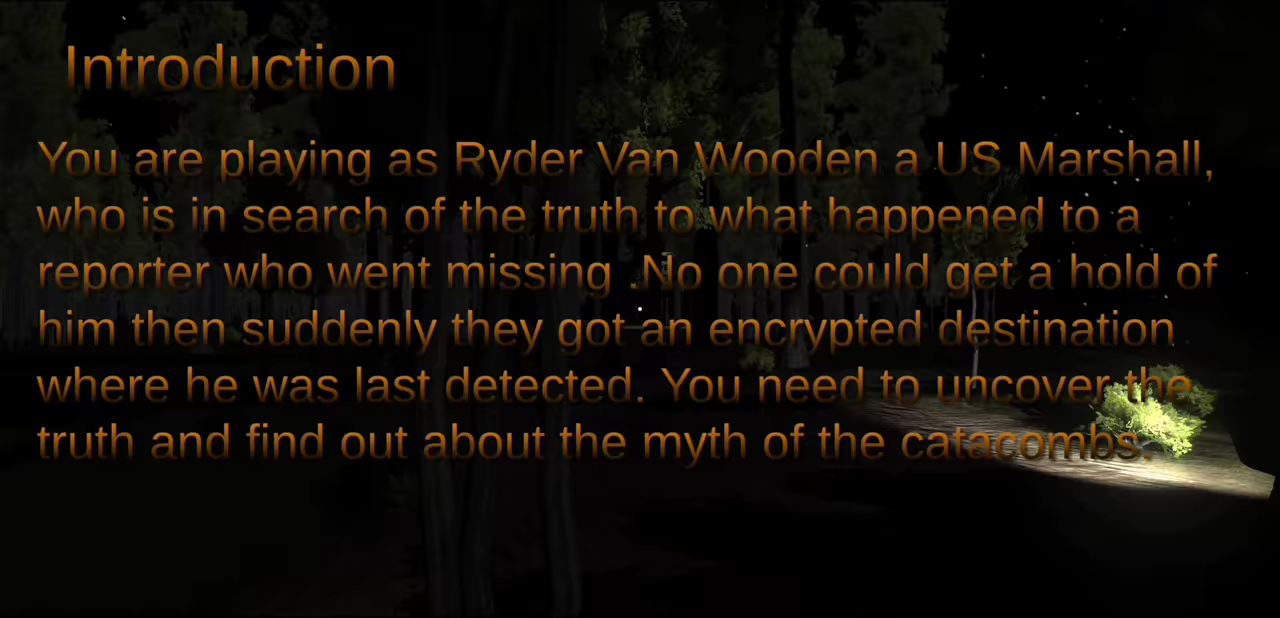 Introduction
You are playing as Ryder Van Wooden a US Marshall,
who is in search of the truth to what happened to a
reporter who went missing .No one could get a hold of
him then suddenly they got an encrypted destination
where he was last detected. You need to uncover the
truth and find out about the myth of the catacombs.